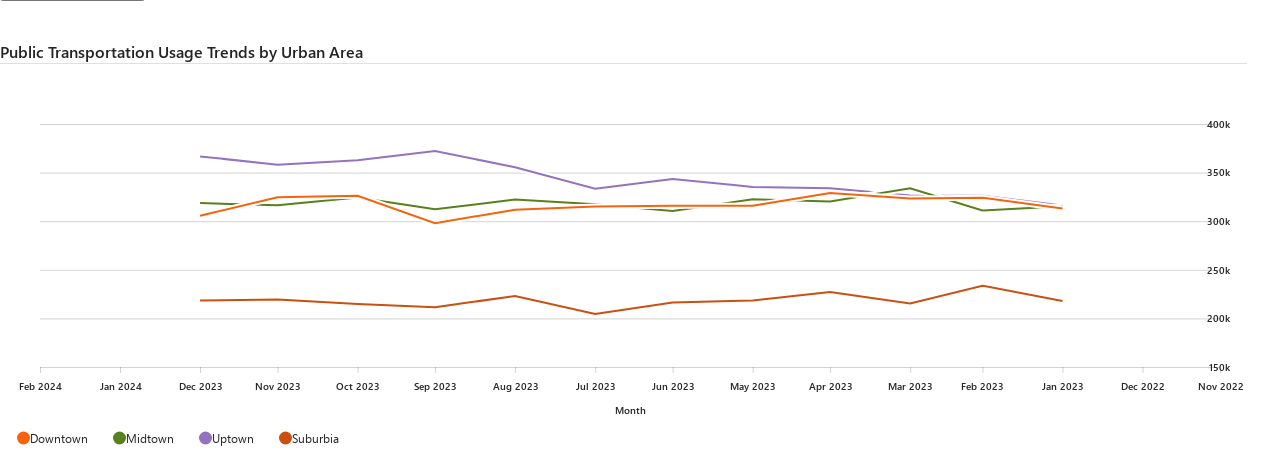 Public Transportation Usage Trends by Urban Area
400k
350k
300k
250k
200k
150k
Feb 2024 Jan 2024 Dec 2023 Nov 2023 Oct 2023 Sep 2023 Aug 2023 Jul 2023 Jun 2023 May 2023 Apr 2023 Mar 2023 Feb 2023 Jan 2023 Dec 2022 Nov 2022
Month
Downtown Midtown Uptown Suburbia